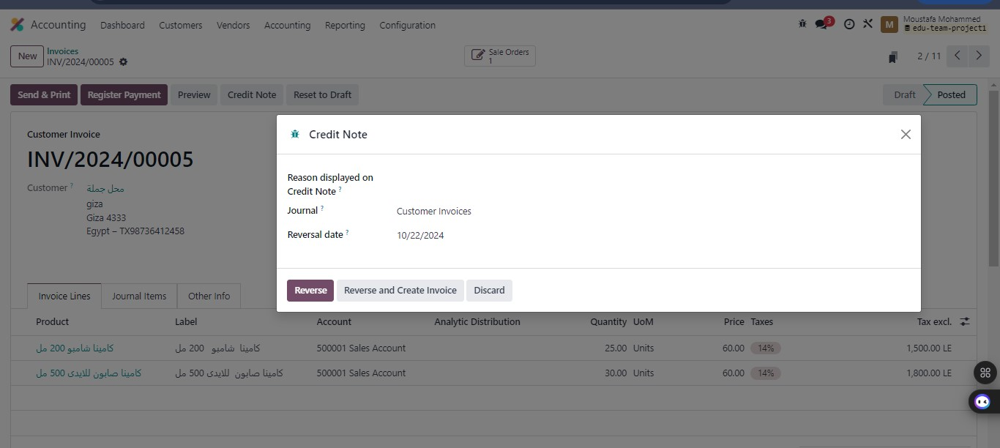 Accounting Dashboard Customers Vendors Accounting Reporting Configuration 3 M Moustafa Mohammed
edu-team-project1
New Invoices
INV/2024/00005
Sale Orders
1
2 / 11
Send & Print Register Payment Preview Credit Note Reset to Draft Draft Posted
Credit Note
Customer Invoice
INV/2024/00005
Customer ? محل جملة
giza
Giza 4333
Egypt – TX98736412458
Reason displayed on
Credit Note ?
Journal ? Customer Invoices
Reversal date ? 10/22/2024
Reverse Reverse and Create Invoice Discard
Invoice Lines Journal Items Other Info
Product Label Account Analytic Distribution Quantity UoM Price Taxes Tax excl.
كامينا شامبو 200 مل كامينا شامبو 200 مل 500001 Sales Account 25.00 Units 60.00 14% 1,500.00 LE
كامينا صابون للايدى 500 مل كامينا صابون للايدى 500 مل 500001 Sales Account 30.00 Units 60.00 14% 1,800.00 LE